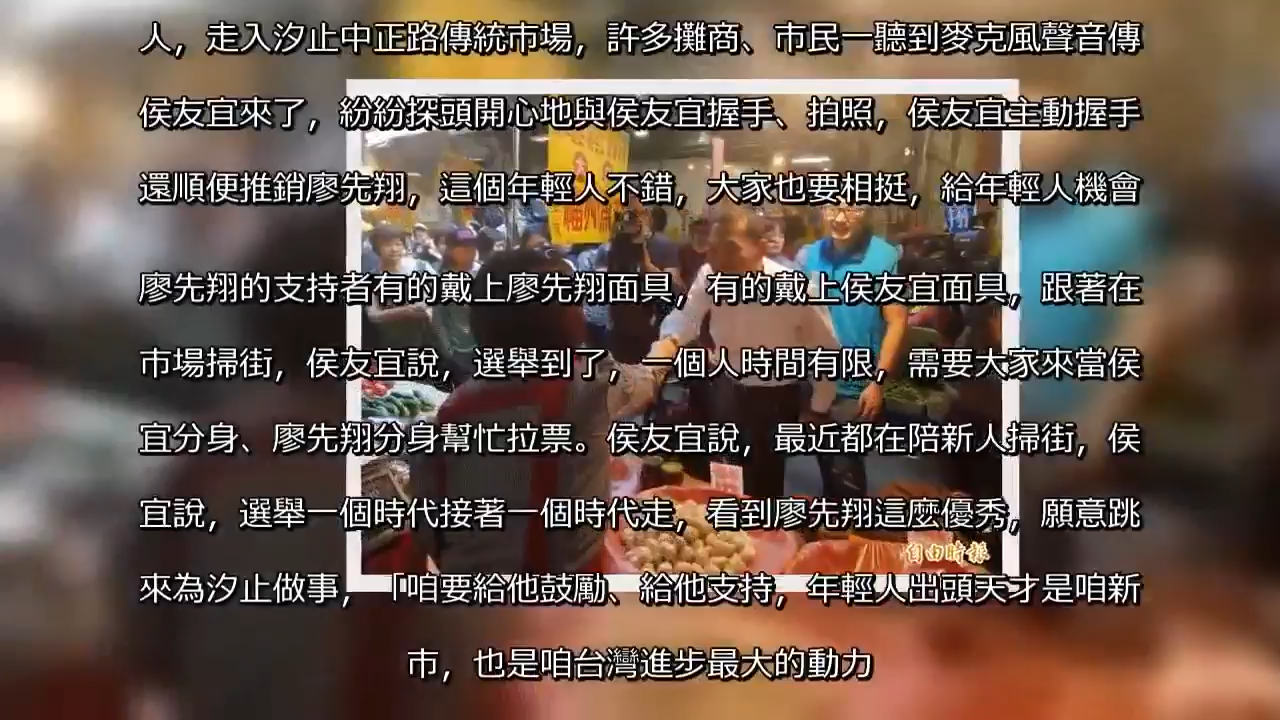 人，走入汐止中正路傳統市場，許多攤商、市民一聽到麥克風聲音傳
侯友宜來了，紛紛探頭開心地與侯友宜握手、拍照，侯友宜主動握手
還順便推銷廖先翔，這個年輕人不錯，大家也要相挺，給年輕人機會
廖先翔的支持者有的戴上廖先翔面具，有的戴上侯友宜面具，跟著在
市場掃街，侯友宜說，選舉到了，一個人時間有限，需要大家來當侯
宜分身、廖先翔分身幫忙拉票。侯友宜說，最近都在陪新人掃街，侯
宜說，選舉一個時代接著一個時代走，看到廖先翔這麼優秀，願意跳
來為汐止做事，「咱要給他鼓勵、給他支持，年輕人出頭天才是咱新
市，也是咱台灣進步最大的動力
自由時報